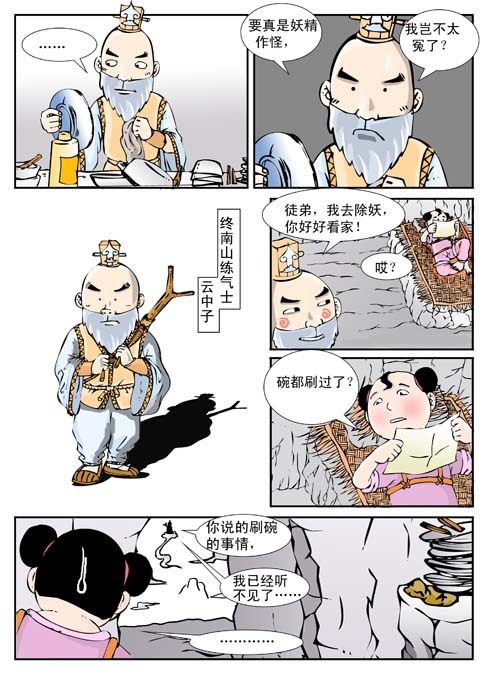 ……
要真是妖精
作怪，
我岂不太
冤了？
终南山练气士
云中子
徒弟，我去除妖，
你好好看家！
哎？
碗都刷过了？
你说的刷碗
的事情，
我已经听
不见了……
…………